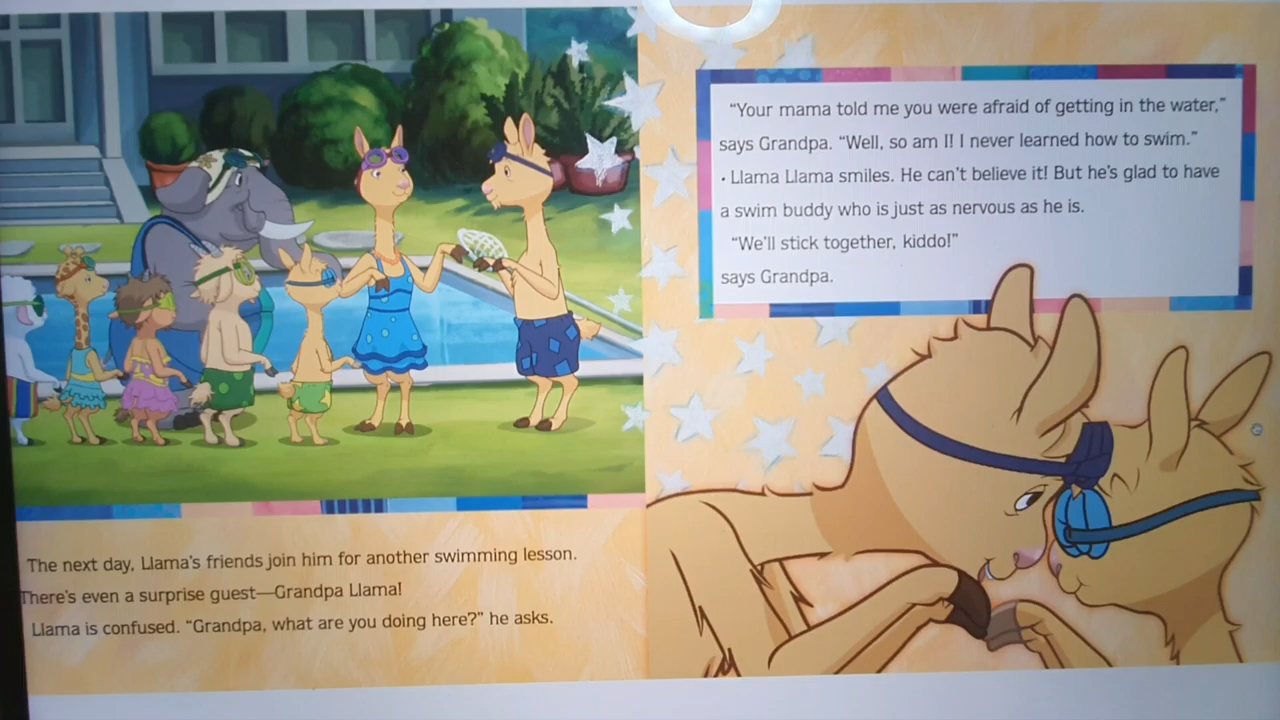 The next day, Llama's friends join him for another swimming lesson.
There's even a surprise guest—Grandpa Llama!
Llama is confused. "Grandpa, what are you doing here?" he asks.
"Your mama told me you were afraid of getting in the water,"
says Grandpa. "Well, so am I! I never learned how to swim."
Llama Llama smiles. He can't believe it! But he's glad to have
a swim buddy who is just as nervous as he is.
"We'll stick together, kiddo!"
says Grandpa.